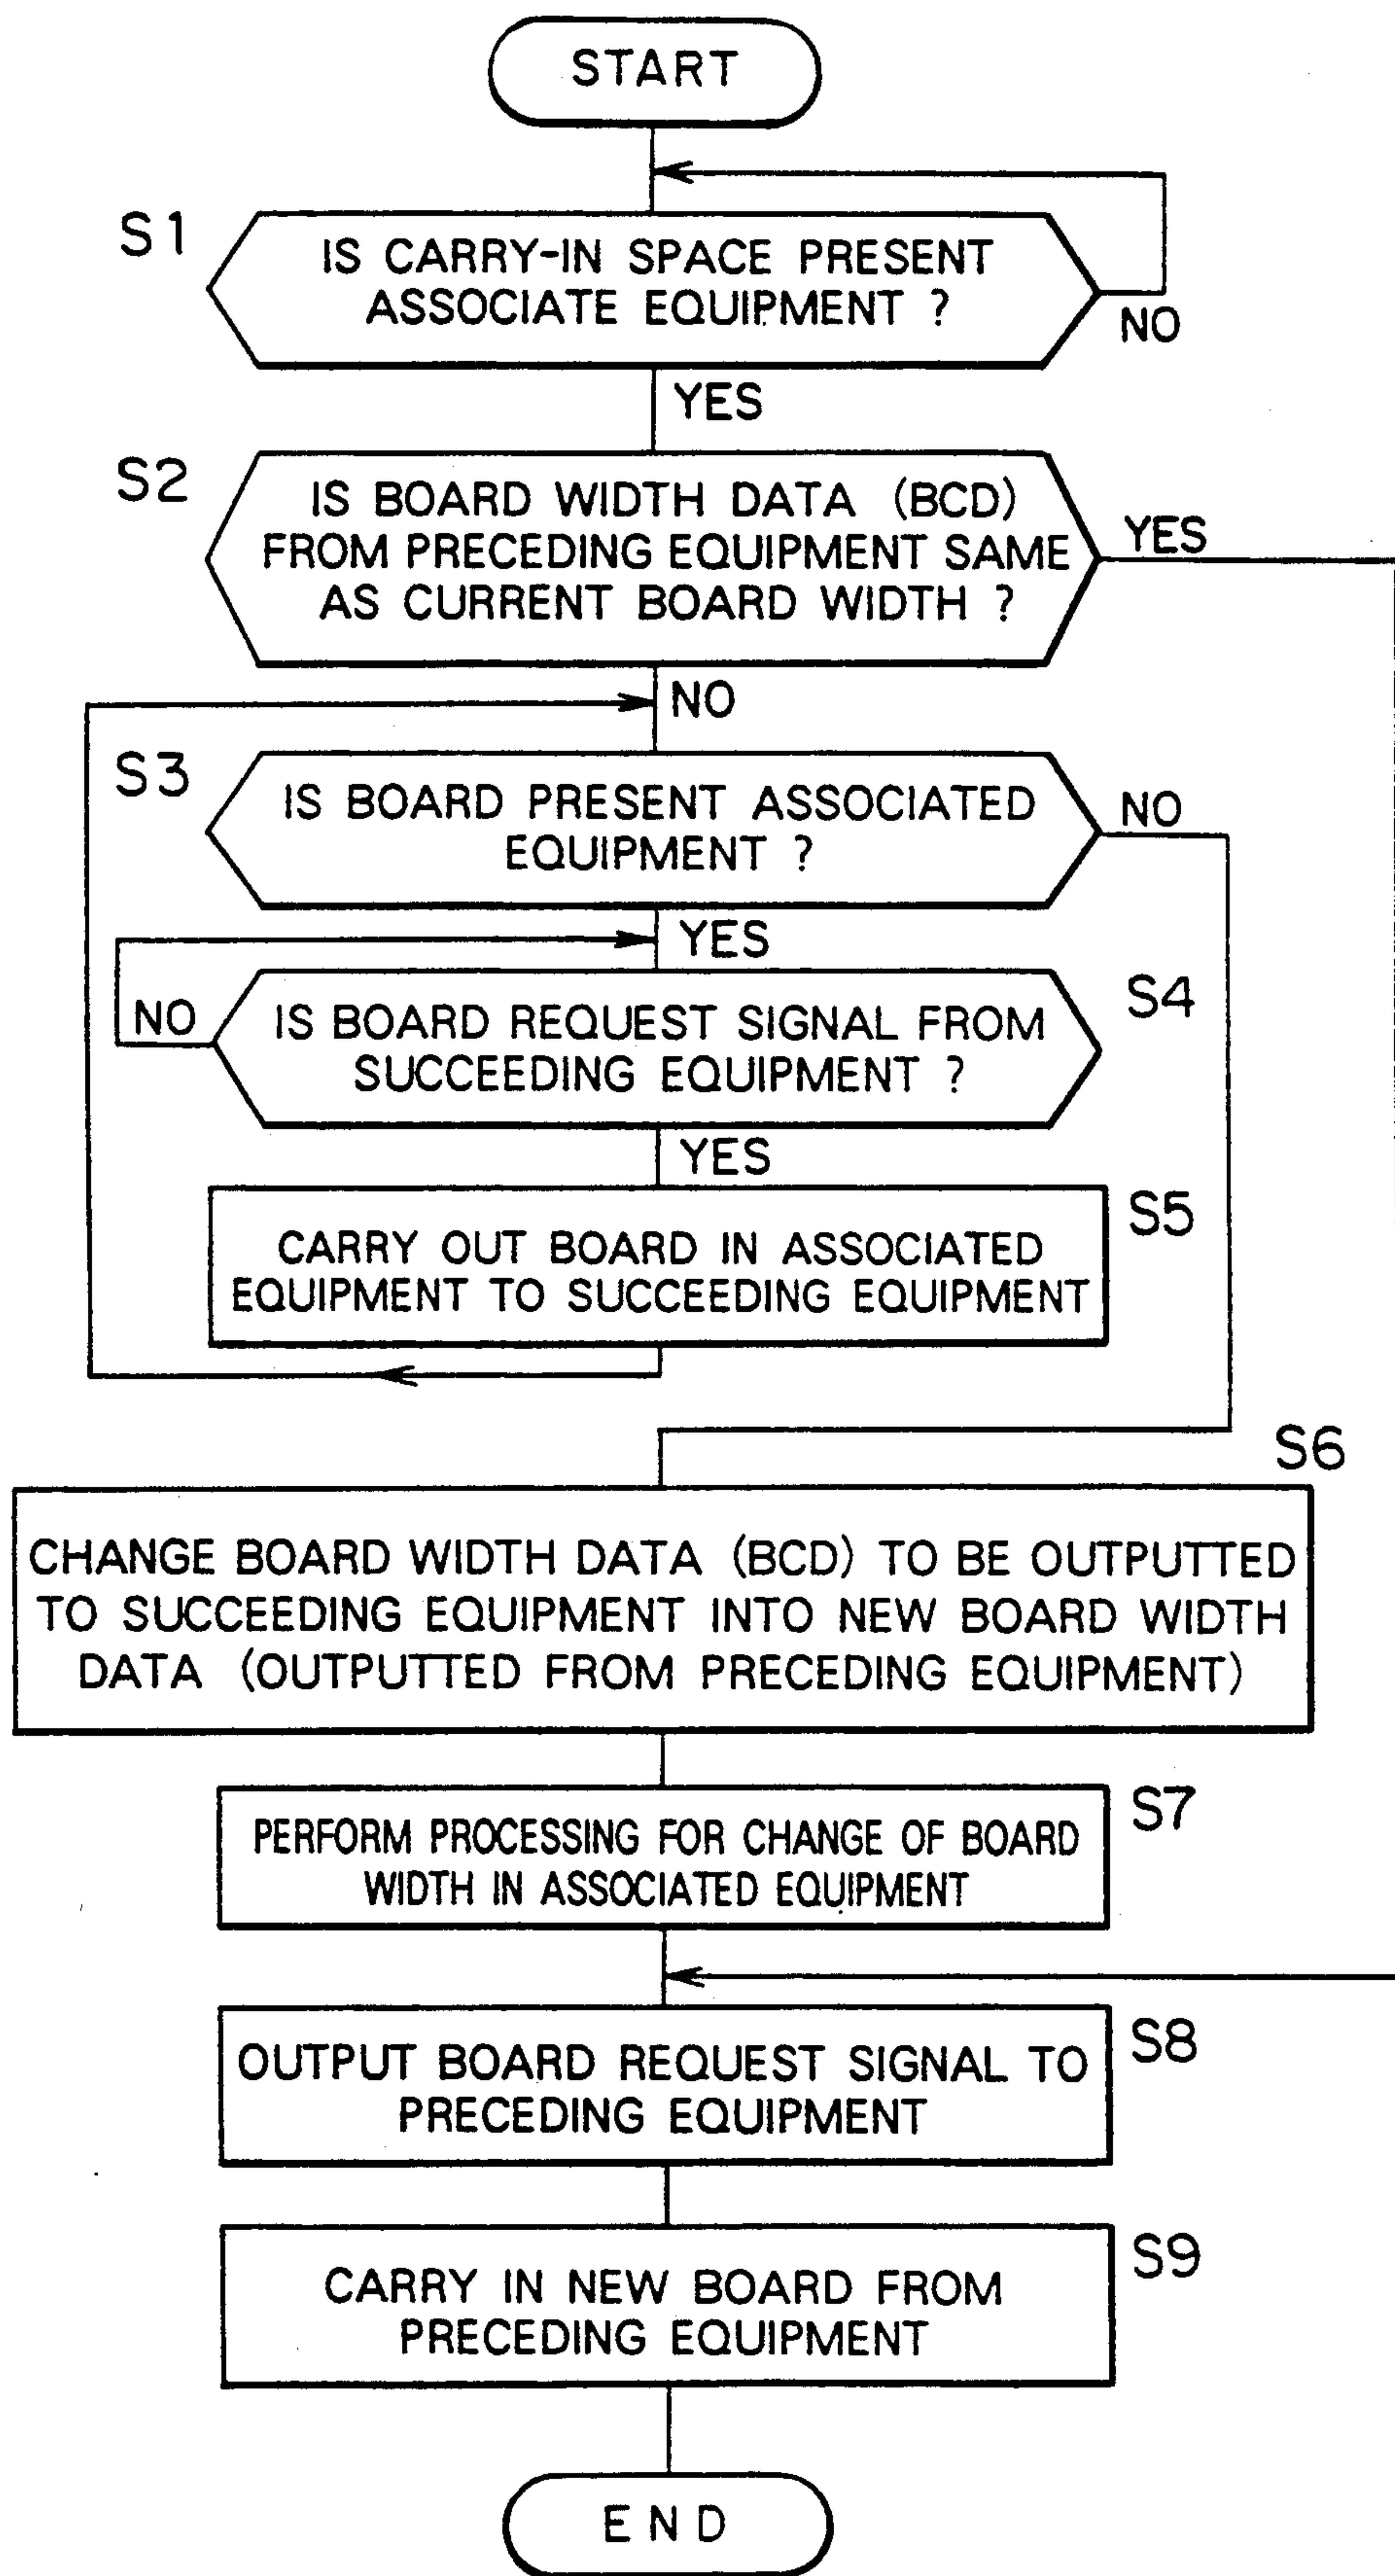 START
S1
IS CARRY-IN SPACE PRESENT
ASSOCIATE EQUIPMENT ?
NO
YES
S2
IS BOARD WIDTH DATA (BCD)
FROM PRECEDING EQUIPMENT SAME
AS CURRENT BOARD WIDTH ?
YES
NO
S3
IS BOARD PRESENT ASSOCIATED
EQUIPMENT ?
NO
YES
S4
NO
IS BOARD REQUEST SIGNAL FROM
SUCCEEDING EQUIPMENT ?
YES
S5
CARRY OUT BOARD IN ASSOCIATED
EQUIPMENT TO SUCCEEDING EQUIPMENT
S6
CHANGE BOARD WIDTH DATA (BCD) TO BE OUTPUTTED
TO SUCCEEDING EQUIPMENT INTO NEW BOARD WIDTH
DATA (OUTPUTTED FROM PRECEDING EQUIPMENT)
S7
PERFORM PROCESSING FOR CHANGE OF BOARD
WIDTH IN ASSOCIATED EQUIPMENT
S8
OUTPUT BOARD REQUEST SIGNAL TO
PRECEDING EQUIPMENT
S9
CARRY IN NEW BOARD FROM
PRECEDING EQUIPMENT
END